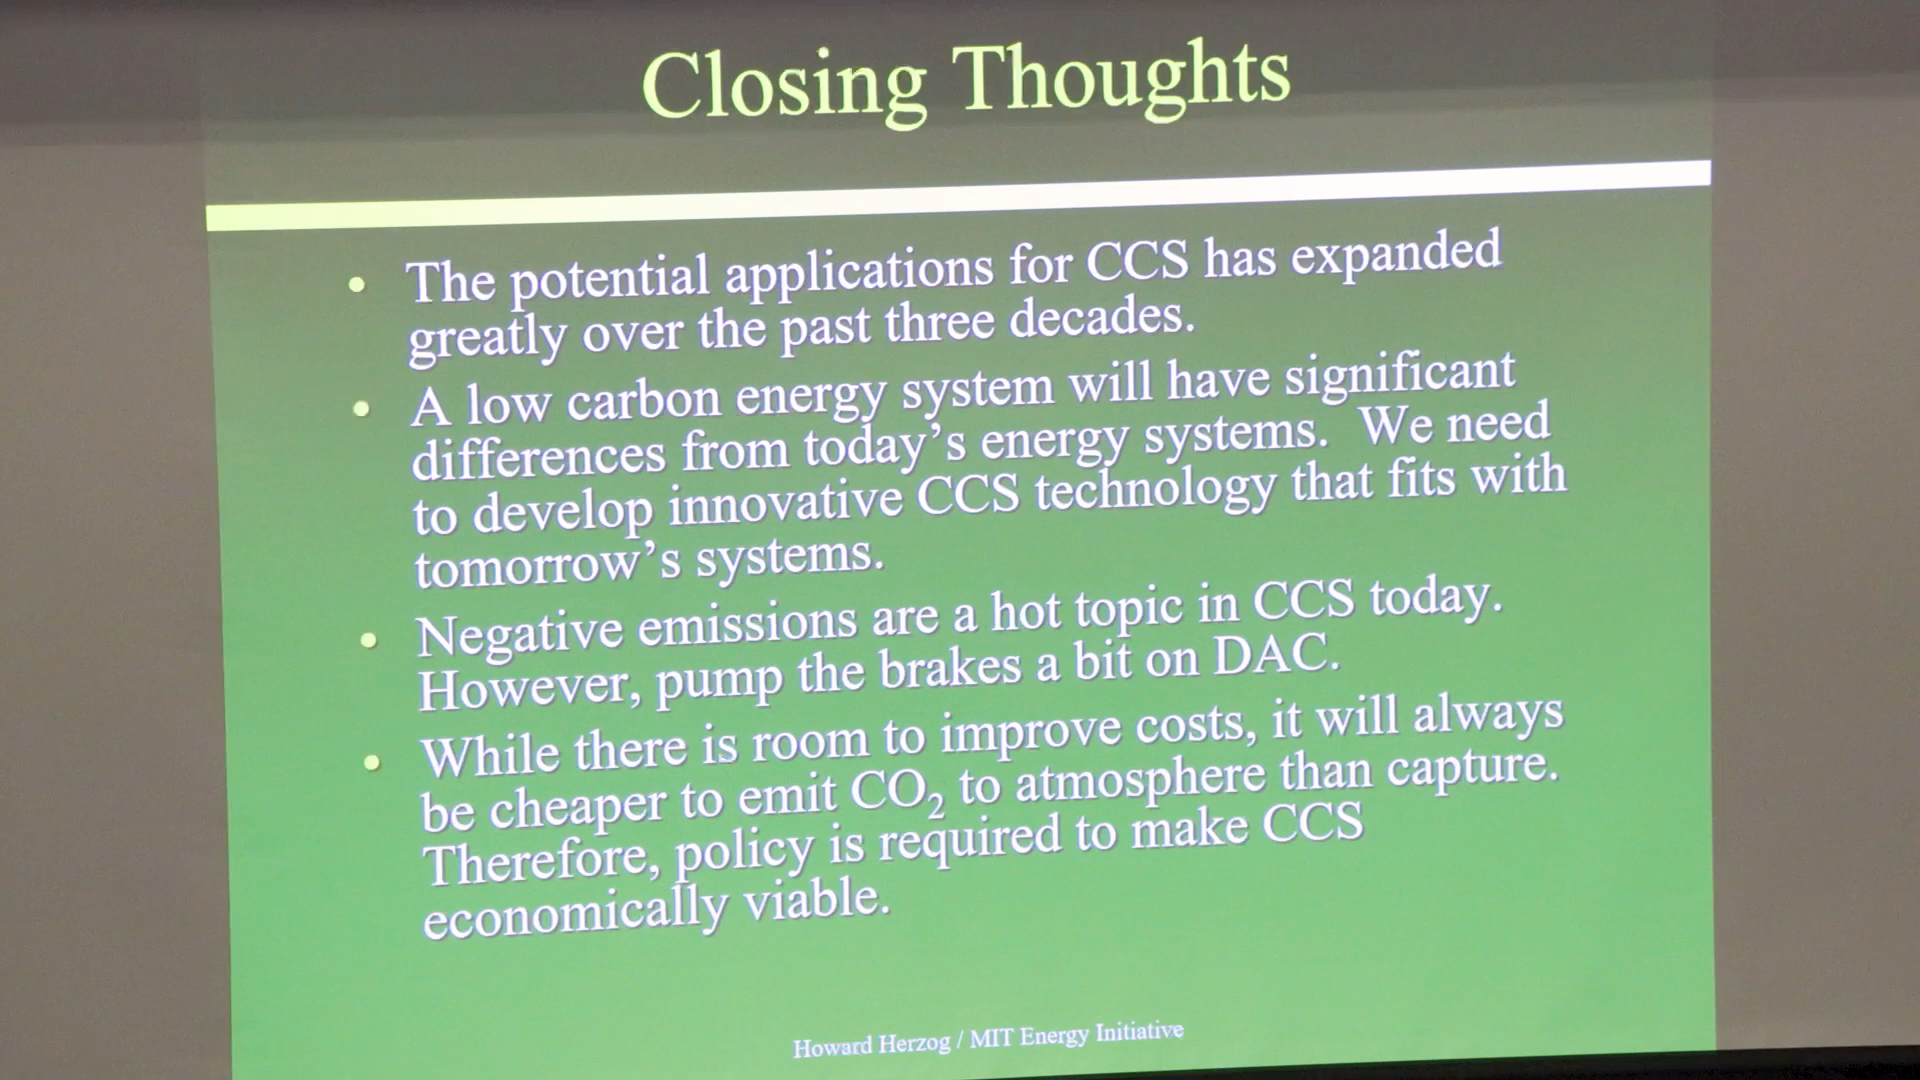 Closing Thoughts
• The potential applications for CCS has expanded
greatly over the past three decades.
• A low carbon energy system will have significant
differences from today’s energy systems.  We need
to develop innovative CCS technology that fits with
tomorrow’s systems.
• Negative emissions are a hot topic in CCS today.
However, pump the brakes a bit on DAC.
• While there is room to improve costs, it will always
be cheaper to emit CO₂ to atmosphere than capture.
Therefore, policy is required to make CCS
economically viable.
Howard Herzog / MIT Energy Initiative